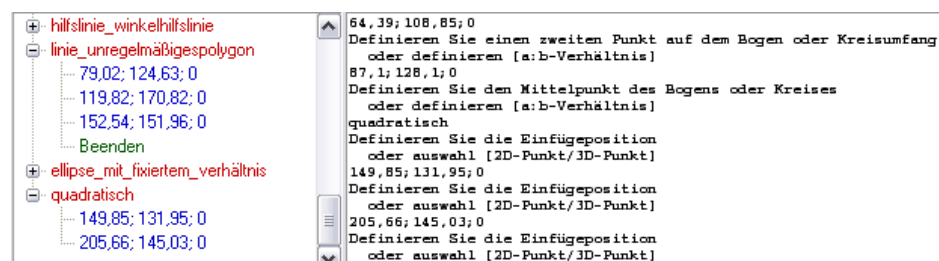 hilfslinie_winkelhilfslinie
linie_unregelmäßigespolygon
79,02; 124,63; 0
119,82; 170,82; 0
152,54; 151,96; 0
Beenden
ellipse_mit_fixiertem_verhältnis
quadratisch
149,85; 131,95; 0
205,66; 145,03; 0
64,39; 108,85; 0
Definieren Sie einen zweiten Punkt auf dem Bogen oder Kreisumfang
oder definieren [a:b-Verhältnis]
87,1; 128,1; 0
Definieren Sie den Mittelpunkt des Bogens oder Kreises
oder definieren [a:b-Verhältnis]
quadratisch
Definieren Sie die Einfügeposition
oder auswahl [2D-Punkt/3D-Punkt]
149,85; 131,95; 0
Definieren Sie die Einfügeposition
oder auswahl [2D-Punkt/3D-Punkt]
205,66; 145,03; 0
Definieren Sie die Einfügeposition
oder auswahl [2D-Punkt/3D-Punkt]